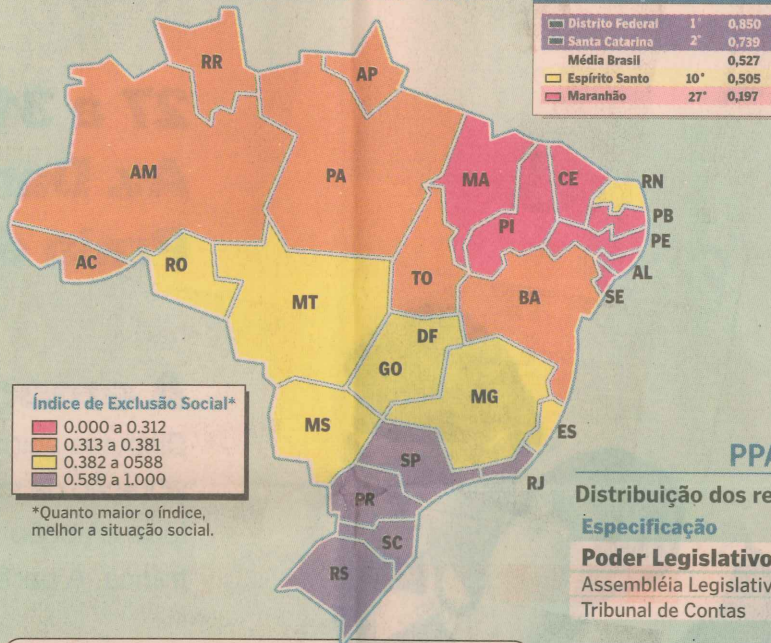 Distrito Federal 1° 0,850
Santa Catarina 2° 0,739
Média Brasil 0,527
Espírito Santo 10° 0,505
Maranhão 27° 0,197
RR
AP
AM
PA
MA
CE
RN
PB
PE
PI
AL
SE
AC
RO
TO
BA
MT
DF
GO
MG
MS
ES
SP
RJ
PR
SC
RS
Índice de Exclusão Social*
0.000 a 0.312
0.313 a 0.381
0.382 a 0588
0.589 a 1.000
*Quanto maior o índice,
melhor a situação social.
Distribuição dos
Especificação
Poder Legislativo
Tribunal de Contas